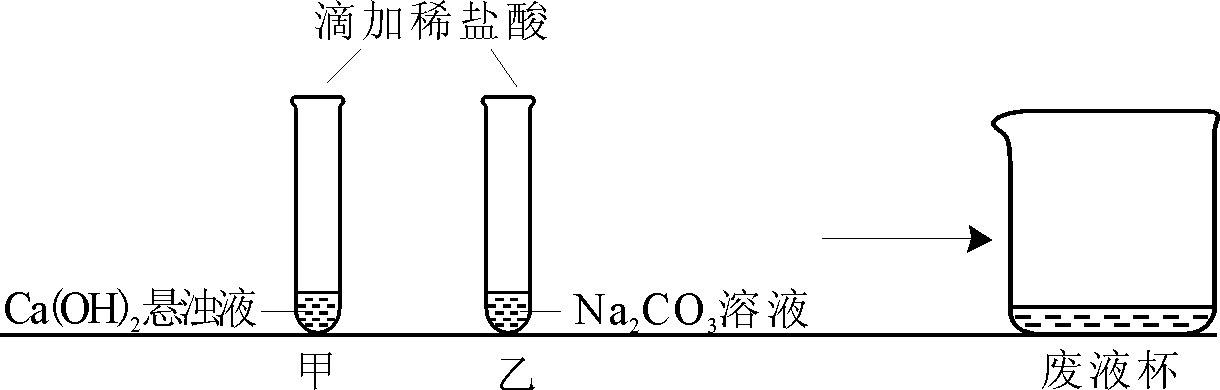 滴加稀盐酸
Ca(OH)₂悬浊液
Na₂CO₃溶液
甲
乙
废液杯